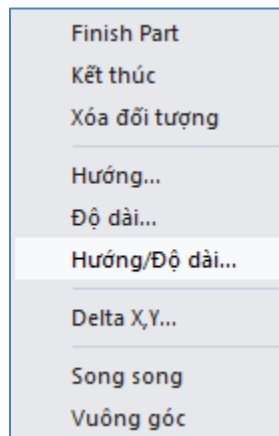 Finish Part
Kết thúc
Xóa đối tượng
Hướng...
Độ dài...
Hướng/Độ dài...
Delta X,Y...
Song song
Vuông góc